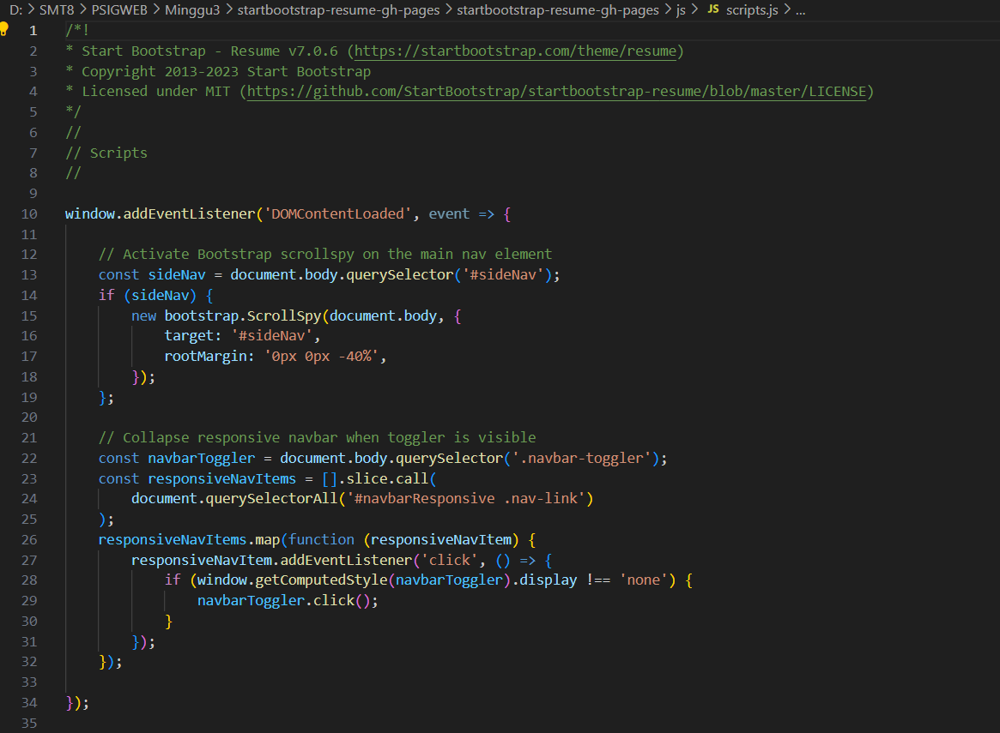 D: > SMT8 > PSIGWEB > Minggu3 > startbootstrap-resume-gh-pages > startbootstrap-resume-gh-pages > js > JS scripts.js > ...
1 /*!
2 * Start Bootstrap - Resume v7.0.6 (https://startbootstrap.com/theme/resume)
3 * Copyright 2013-2023 Start Bootstrap
4 * Licensed under MIT (https://github.com/StartBootstrap/startbootstrap-resume/blob/master/LICENSE)
5 */
6 //
7 // Scripts
8 //
9
10 window.addEventListener('DOMContentLoaded', event => {
11
12     // Activate Bootstrap scrollspy on the main nav element
13     const sideNav = document.body.querySelector('#sideNav');
14     if (sideNav) {
15         new bootstrap.ScrollSpy(document.body, {
16             target: '#sideNav',
17             rootMargin: '0px 0px -40%',
18         });
19     };
20
21     // Collapse responsive navbar when toggler is visible
22     const navbarToggler = document.body.querySelector('.navbar-toggler');
23     const responsiveNavItems = [].slice.call(
24         document.querySelectorAll('#navbarResponsive .nav-link')
25     );
26     responsiveNavItems.map(function (responsiveNavItem) {
27         responsiveNavItem.addEventListener('click', () => {
28             if (window.getComputedStyle(navbarToggler).display !== 'none') {
29                 navbarToggler.click();
30             }
31         });
32     });
33
34 });
35